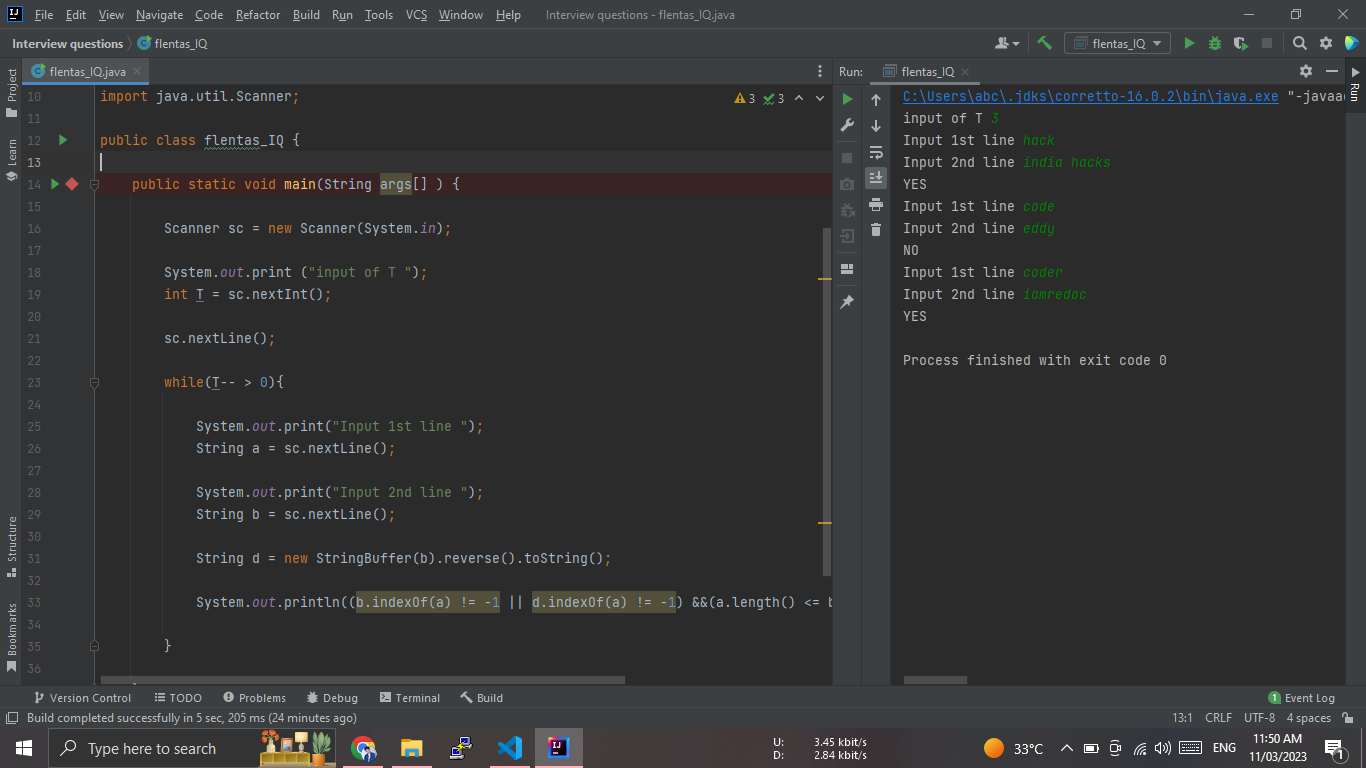 File Edit View Navigate Code Refactor Build Run Tools VCS Window Help Interview questions - flentas_IQ.java
Interview questions flentas_IQ flentas_IQ
flentas_IQ.java
Run: flentas_IQ
Project
Learn
Structure
Bookmarks
Run
3 3
10 import java.util.Scanner;
11
12 public class flentas_IQ {
13
14 public static void main(String args[] ) {
15
16 Scanner sc = new Scanner(System.in);
17
18 System.out.print ("input of T ");
19 int T = sc.nextInt();
20
21 sc.nextLine();
22
23 while(T-- > 0){
24
25 System.out.print("Input 1st line ");
26 String a = sc.nextLine();
27
28 System.out.print("Input 2nd line ");
29 String b = sc.nextLine();
30
31 String d = new StringBuffer(b).reverse().toString();
32
33 System.out.println((b.indexOf(a) != -1 || d.indexOf(a) != -1) &&(a.length() <= b
34
35 }
36
C:\Users\abc\.jdks\corretto-16.0.2\bin\java.exe "-javaa
input of T 3
Input 1st line hack
Input 2nd line india hacks
YES
Input 1st line code
Input 2nd line eddy
NO
Input 1st line coder
Input 2nd line iamredoc
YES
Process finished with exit code 0
Version Control TODO Problems Debug Terminal Build 1 Event Log
Build completed successfully in 5 sec, 205 ms (24 minutes ago) 13:1 CRLF UTF-8 4 spaces
Type here to search
U: 3.45 kbit/s
D: 2.84 kbit/s
33°C ENG
11:50 AM
11/03/2023
1